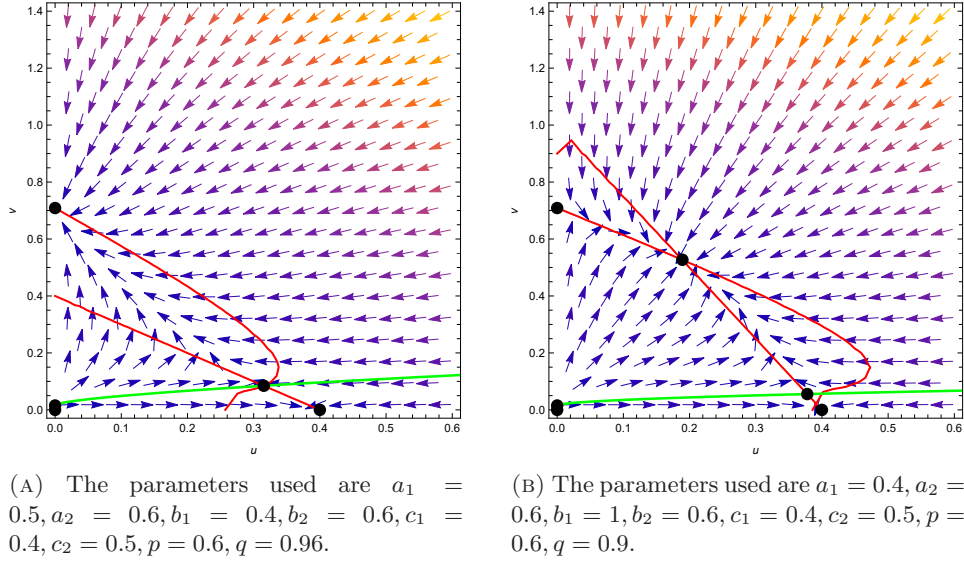 1.4
1.2
1.0
0.8
v
0.6
0.4
0.2
0.0
0.0 0.1 0.2 0.3 0.4 0.5 0.6
u
1.4
1.2
1.0
0.8
v
0.6
0.4
0.2
0.0
0.0 0.1 0.2 0.3 0.4 0.5 0.6
u
(A) The parameters used are a₁ =
0.5, a₂ = 0.6, b₁ = 0.4, b₂ = 0.6, c₁ =
0.4, c₂ = 0.5, p = 0.6, q = 0.96.
(B) The parameters used are a₁ = 0.4, a₂ =
0.6, b₁ = 1, b₂ = 0.6, c₁ = 0.4, c₂ = 0.5, p =
0.6, q = 0.9.